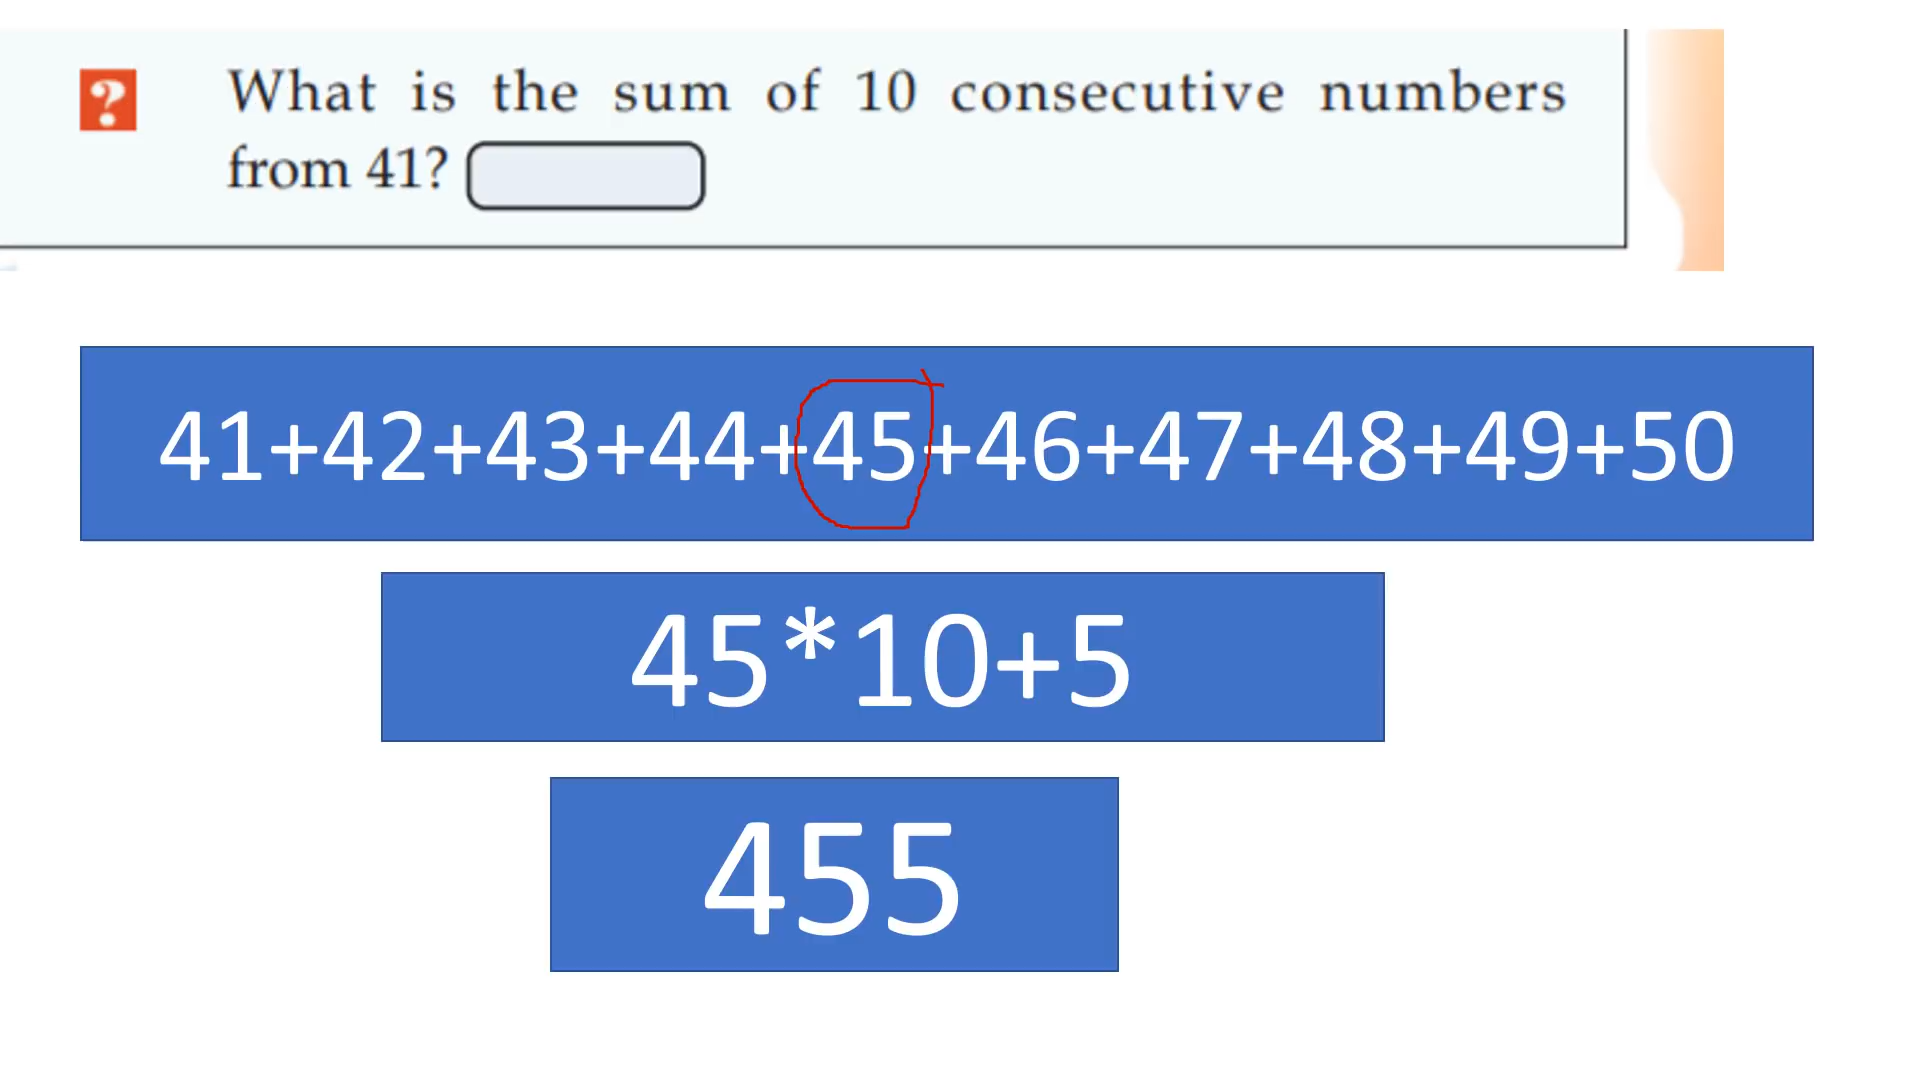 ?
What is the sum of 10 consecutive numbers
from 41?
41+42+43+44+45+46+47+48+49+50
45*10+5
455